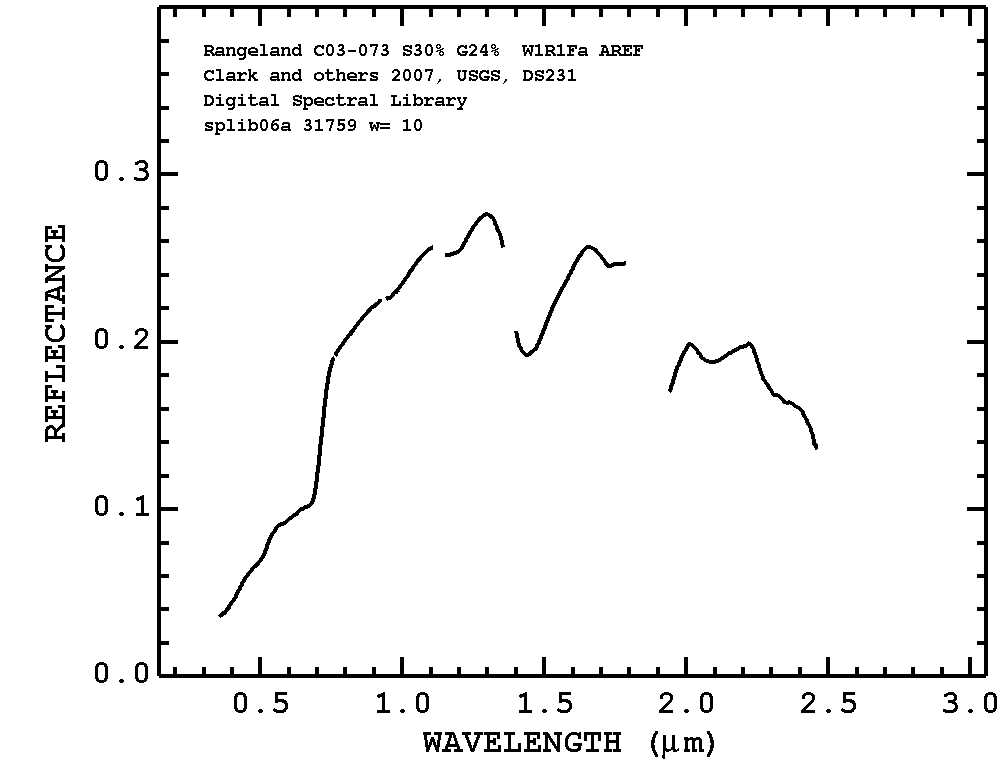 Rangeland C03-073 S30% G24% W1R1Fa AREF
Clark and others 2007, USGS, DS231
Digital Spectral Library
splib06a 31759 w= 10
REFLECTANCE
0.3
0.2
0.1
0.0
0.5 1.0 1.5 2.0 2.5 3.0
WAVELENGTH (μm)